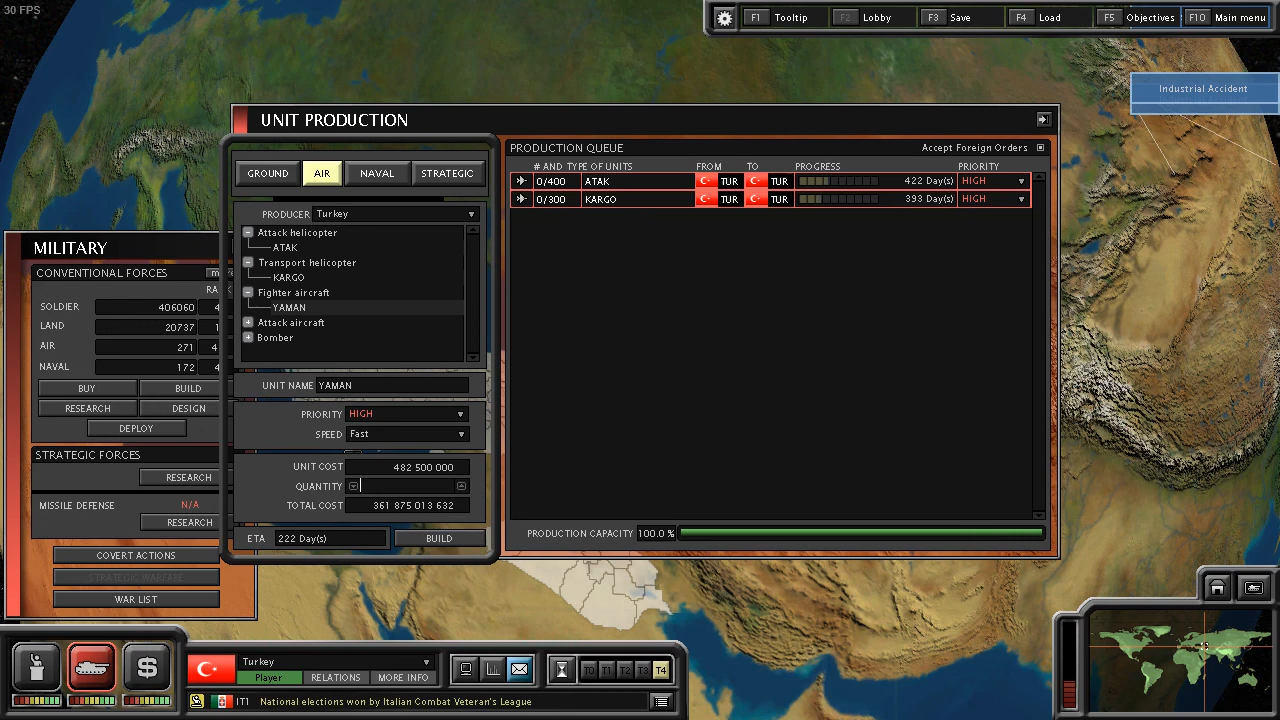 30 FPS
F1 Tooltip F2 Lobby F3 Save F4 Load F5 Objectives F10 Main menu
Industrial Accident
UNIT PRODUCTION
GROUND AIR NAVAL STRATEGIC
PRODUCER Turkey
Attack helicopter
ATAK
Transport helicopter
KARGO
Fighter aircraft
YAMAN
Attack aircraft
Bomber
UNIT NAME YAMAN
PRIORITY HIGH
SPEED Fast
UNIT COST 482 500 000
QUANTITY
TOTAL COST 361 875 013 632
ETA 222 Day(s) BUILD
PRODUCTION QUEUE Accept Foreign Orders
# AND TYPE OF UNITS FROM TO PROGRESS PRIORITY
0/400 ATAK TUR TUR 422 Day(s) HIGH
0/300 KARGO TUR TUR 393 Day(s) HIGH
PRODUCTION CAPACITY 100.0 %
MILITARY
CONVENTIONAL FORCES
RA
SOLDIER 406060 4
LAND 20737 1
AIR 271 4
NAVAL 172 4
BUY BUILD
RESEARCH DESIGN
DEPLOY
STRATEGIC FORCES
RESEARCH
MISSILE DEFENSE N/A
RESEARCH
COVERT ACTIONS
STRATEGIC WARFARE
WAR LIST
Turkey
Player RELATIONS MORE INFO
T0 T1 T2 T3 T4
IT1 National elections won by Italian Combat Veteran's League